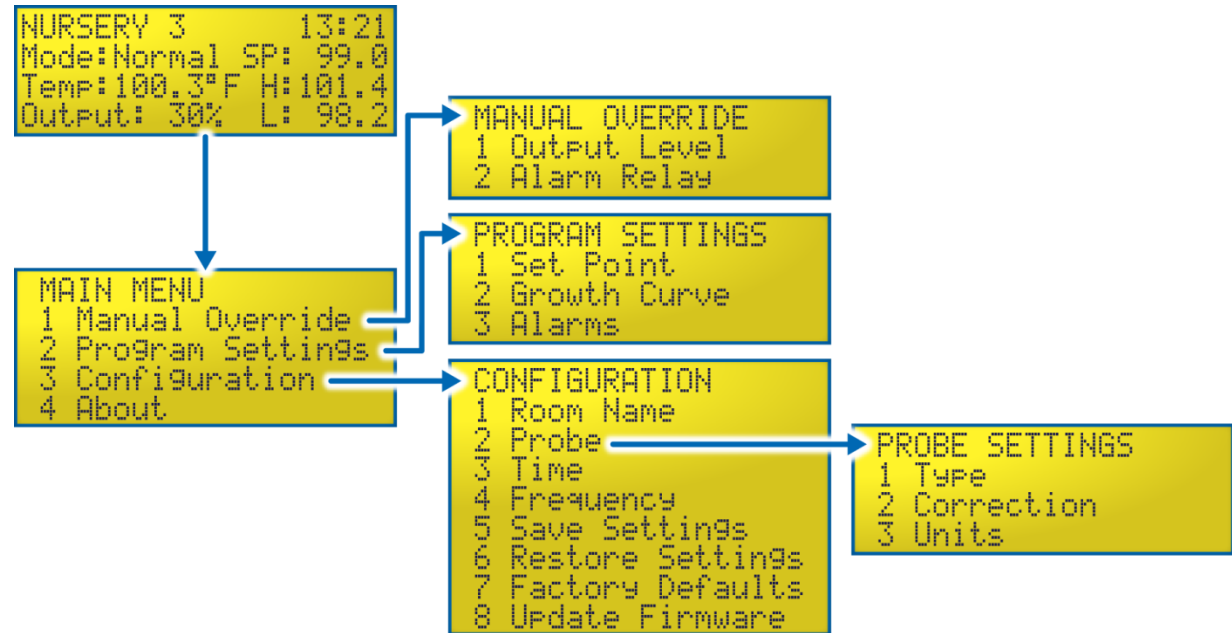 NURSERY 3 13:21
Mode:Normal SP: 99.0
Temp:100.3°F H:101.4
Output: 30% L: 98.2
MAIN MENU
1 Manual Override
2 Program Settings
3 Configuration
4 About
MANUAL OVERRIDE
1 Output Level
2 Alarm Relay
PROGRAM SETTINGS
1 Set Point
2 Growth Curve
3 Alarms
CONFIGURATION
1 Room Name
2 Probe
3 Time
4 Frequency
5 Save Settings
6 Restore Settings
7 Factory Defaults
8 Update Firmware
PROBE SETTINGS
1 Type
2 Correction
3 Units